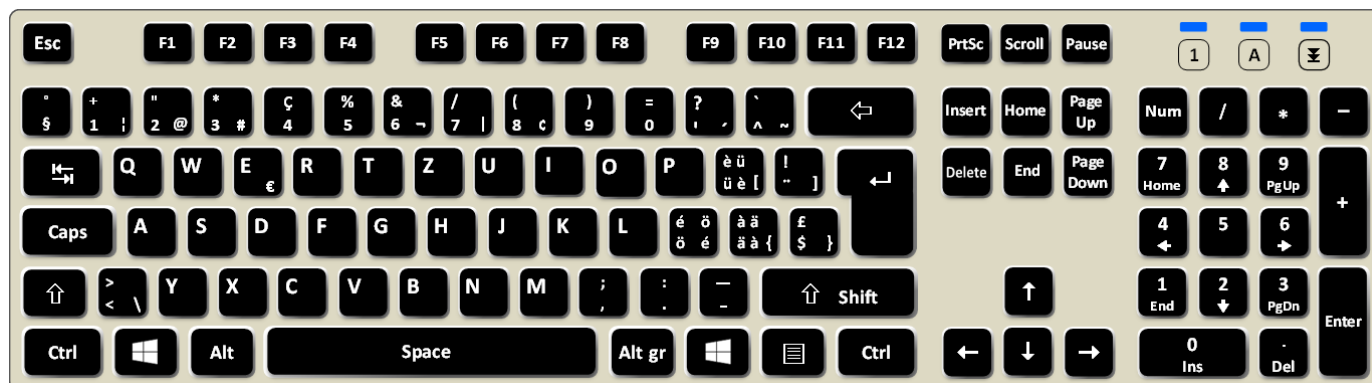 Esc F1 F2 F3 F4 F5 F6 F7 F8 F9 F10 F11 F12 PrtSc Scroll Pause 1 A
° + " * Ç % & / ( ) = ? `
§ 1 ¦ 2 @ 3 # 4 5 6 ¬ 7 | 8 ¢ 9 0 ' ´ ^ ~
Insert Home Page Up Num / * −
Q W E € R T Z U I O P è ü ! Delete End Page Down 7 8 9
ü è [ ¨ ] Home PgUp +
Caps A S D F G H J K L é ö à ä £ 4 5 6
ö é ä à { $ }
⇧ > Y X C V B N M ; : — ⇧ Shift ↑ 1 2 3
< \ , . - End PgDn Enter
Ctrl Alt Space Alt gr Ctrl ← ↓ → 0 .
Ins Del